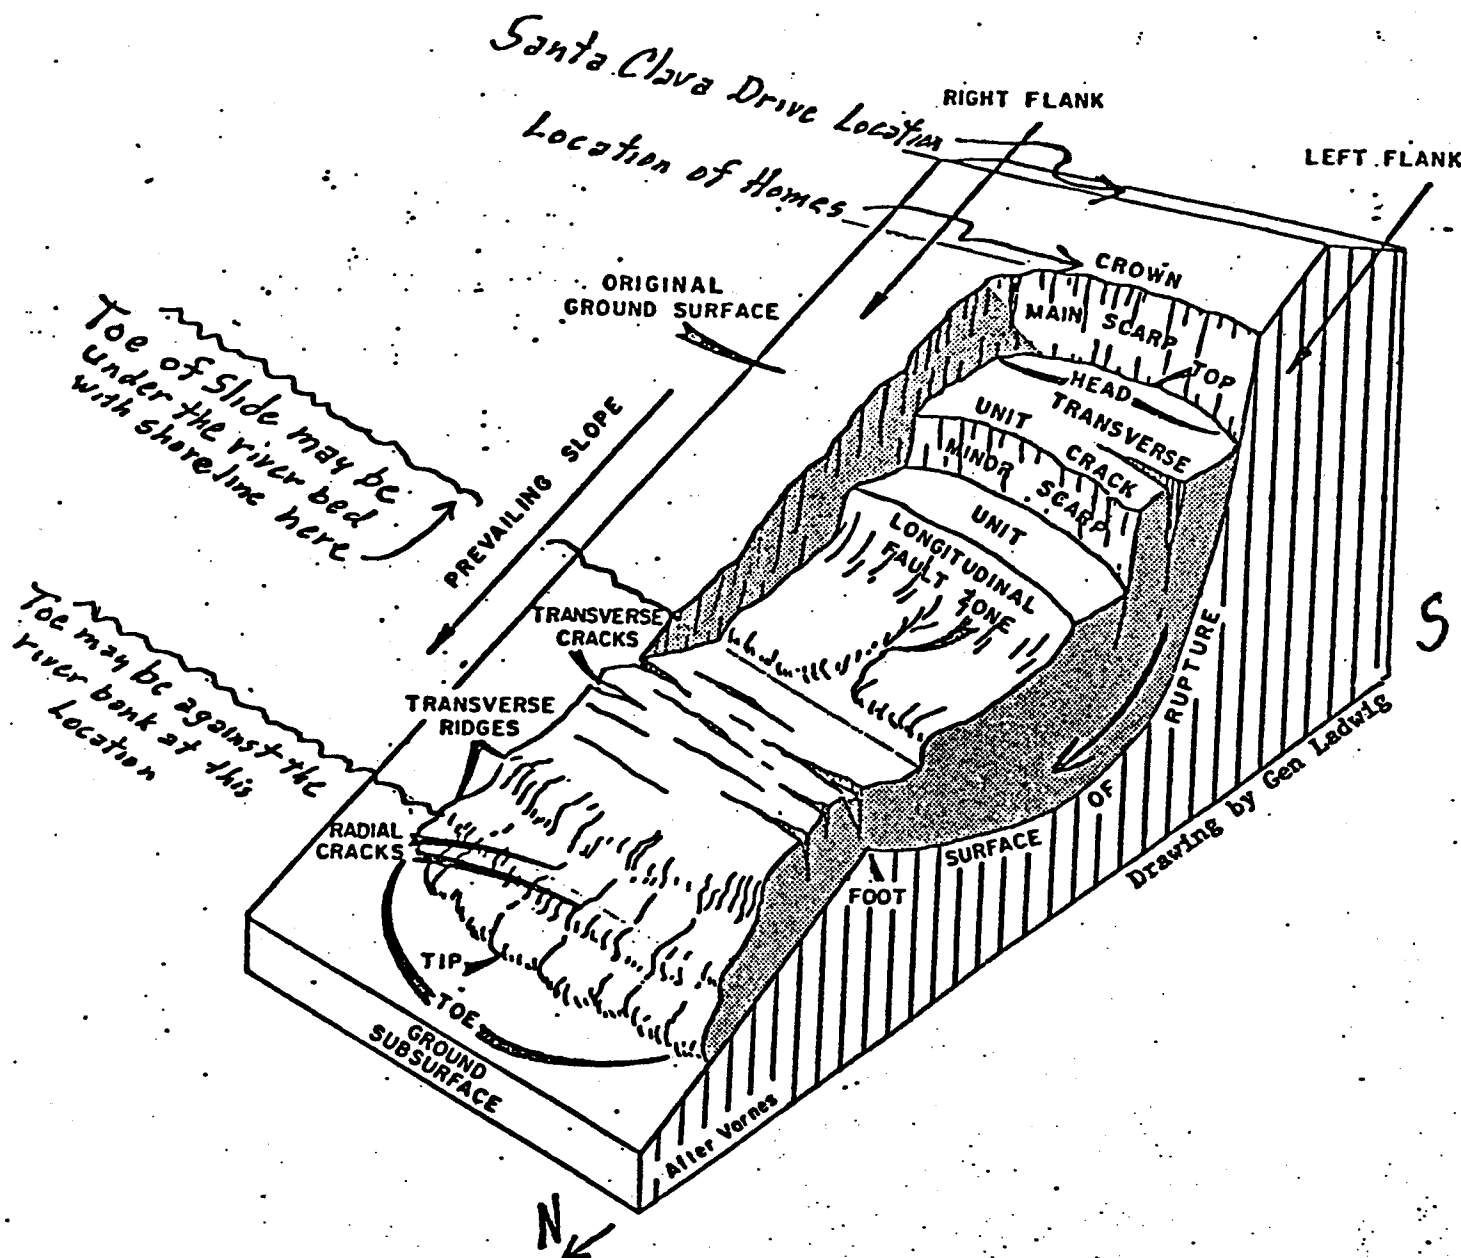 Santa Clava Drive Location
RIGHT FLANK
LEFT FLANK
Location of Homes
CROWN
ORIGINAL
GROUND SURFACE
MAIN SCARP
TOP
HEAD
TRANSVERSE
CRACK
UNIT
MINOR
SCARP
UNIT
LONGITUDINAL
FAULT ZONE
Toe of Slide may be
under the river bed
with shoreline here
PREVAILING SLOPE
TRANSVERSE
CRACKS
Toe may be against the
river bank at this
Location
TRANSVERSE
RIDGES
RADIAL
CRACKS
SURFACE OF RUPTURE
S
Drawing by Gen Ladwig
FOOT
TIP
TOE
GROUND
SUBSURFACE
After Varnes
N